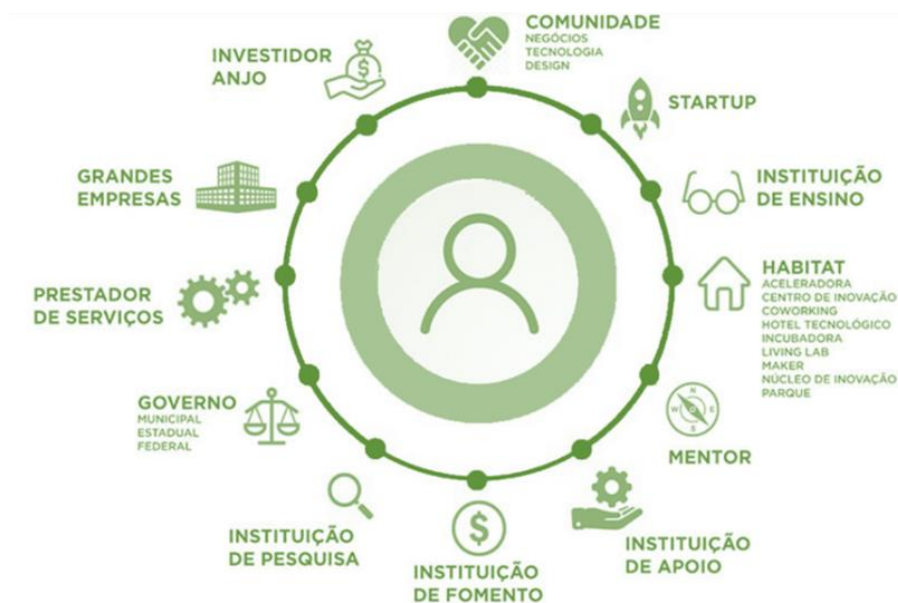 COMUNIDADE
NEGÓCIOS
TECNOLOGIA
DESIGN
STARTUP
INSTITUIÇÃO
DE ENSINO
HABITAT
ACELERADORA
CENTRO DE INOVAÇÃO
COWORKING
HOTEL TECNOLÓGICO
INCUBADORA
LIVING LAB
MAKER
NÚCLEO DE INOVAÇÃO
PARQUE
N
W E
S
MENTOR
INSTITUIÇÃO
DE APOIO
$
INSTITUIÇÃO
DE FOMENTO
INSTITUIÇÃO
DE PESQUISA
GOVERNO
MUNICIPAL
ESTADUAL
FEDERAL
PRESTADOR
DE SERVIÇOS
GRANDES
EMPRESAS
INVESTIDOR
ANJO
$